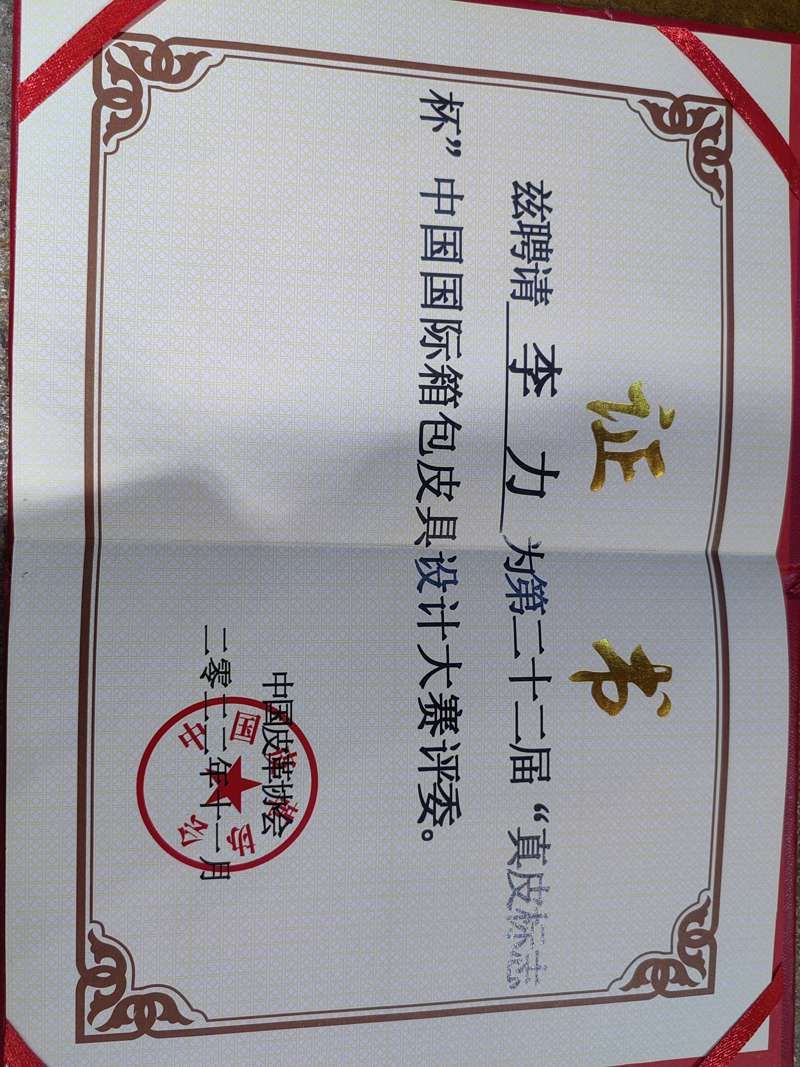 证书
兹聘请 李力 为第二十二届“真皮标志
杯”中国国际箱包皮具设计大赛评委。
中国皮革协会
二零二二年十一月